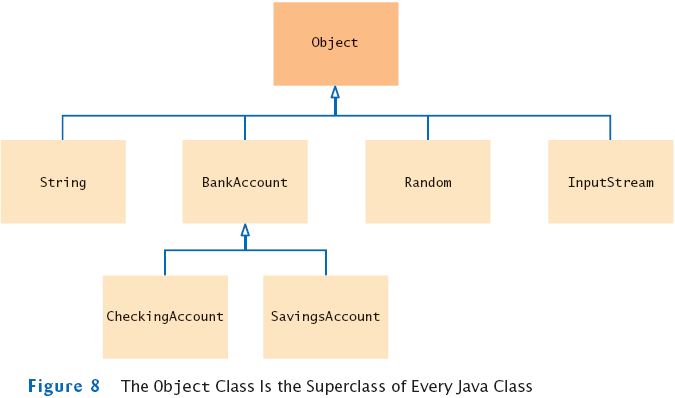 Object
String BankAccount Random InputStream
CheckingAccount SavingsAccount
Figure 8 The Object Class Is the Superclass of Every Java Class